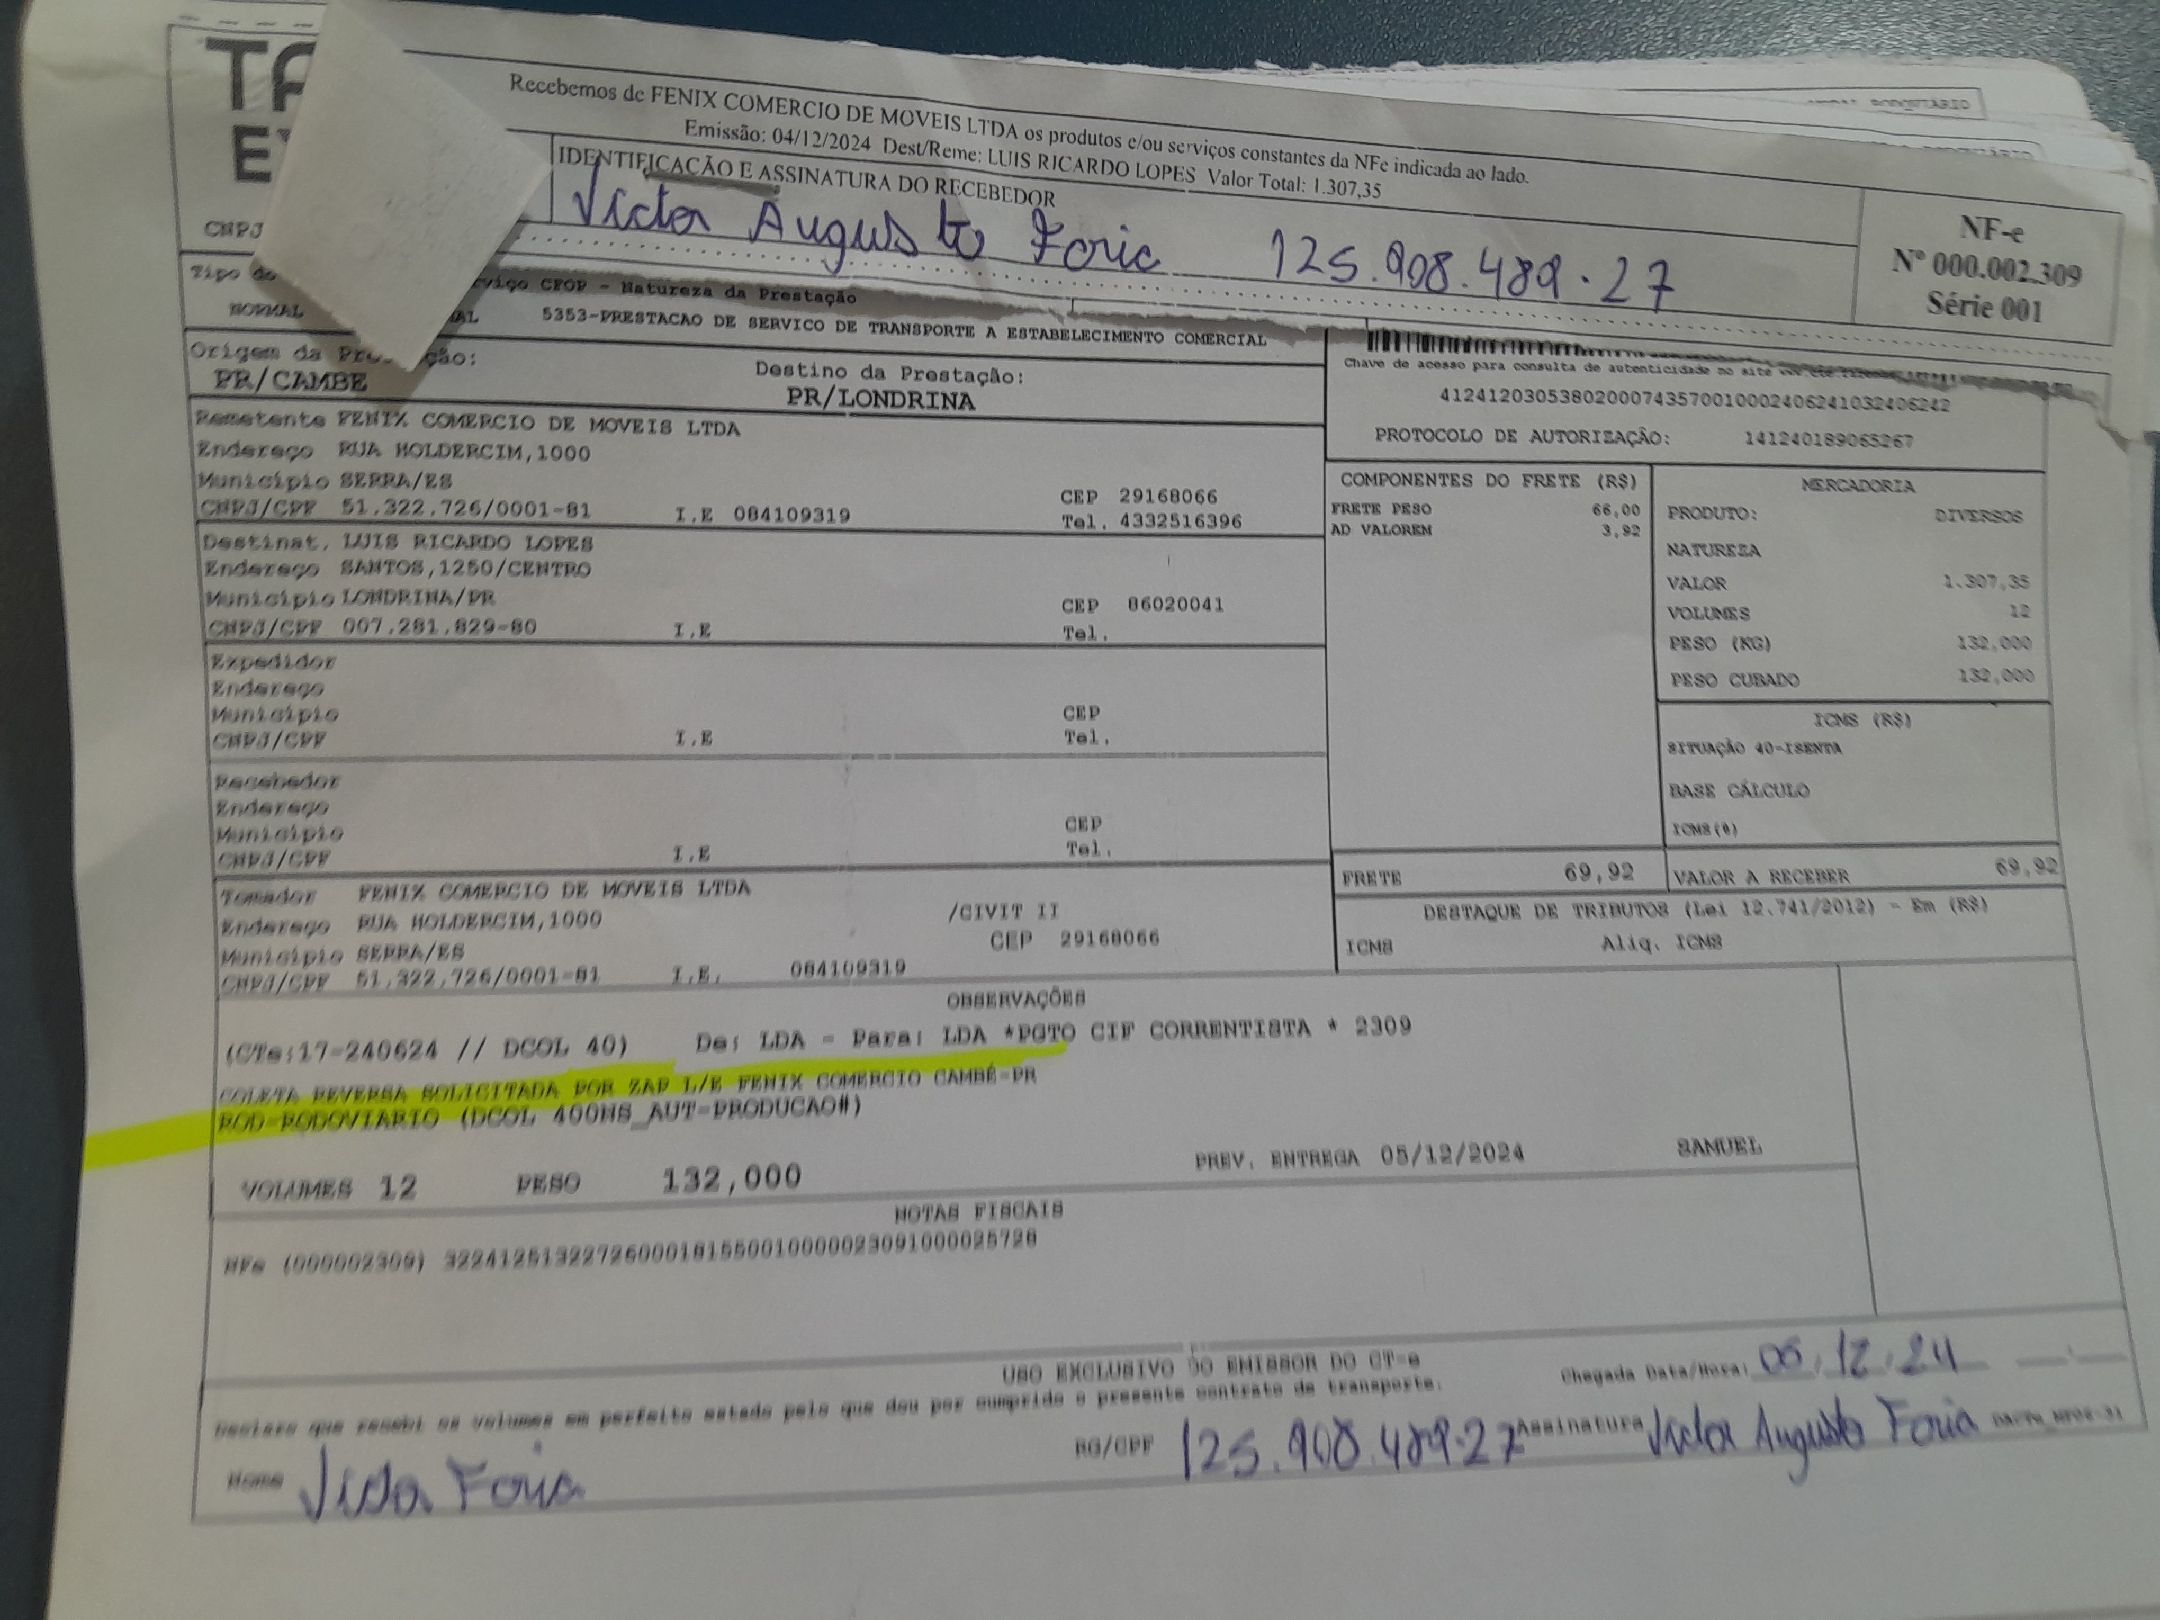 Recebemos de FENIX COMERCIO DE MOVEIS LTDA os produtos e/ou serviços constantes da NFe indicada ao lado.
Emissão: 04/12/2024 Dest/Reme: LUIS RICARDO LOPES Valor Total: 1.307,35
IDENTIFICAÇÃO E ASSINATURA DO RECEBEDOR
Victor Augusto Foria 125.908.489.27
NF-e
Nº 000.002.309
Série 001
CNPJ
Tipo do
CFOP - Natureza da Prestação
NORMAL
5353-PRESTACAO DE SERVICO DE TRANSPORTE A ESTABELECIMENTO COMERCIAL
Origem da
PR/CAMBE
Destino da Prestação:
PR/LONDRINA
Chave de acesso para consulta de autenticidade no site
41241203053802000743570010002406241032406242
PROTOCOLO DE AUTORIZAÇÃO: 141240189065267
Remetente FENIX COMERCIO DE MOVEIS LTDA
Endereço RUA HOLDERCIM,1000
Município SERRA/ES CEP 29168066
CNPJ/CPF 51.322.726/0001-81 I.E 084109319 Tel. 4332516396
Destinat. LUIS RICARDO LOPES
Endereço SANTOS,1250/CENTRO
Município LONDRINA/PR CEP 86020041
CNPJ/CPF 007.281.829-80 I.E Tel.
Expedidor
Endereço
Município CEP
CNPJ/CPF I.E Tel.
Recebedor
Endereço
Município CEP
CNPJ/CPF I.E Tel.
Tomador FENIX COMERCIO DE MOVEIS LTDA
Endereço RUA HOLDERCIM,1000 /CIVIT II
Município SERRA/ES CEP 29168066
CNPJ/CPF 51.322.726/0001-81 I.E. 084109319
COMPONENTES DO FRETE (R$)
FRETE PESO 66,00
AD VALOREM 3,92
MERCADORIA
PRODUTO: DIVERSOS
NATUREZA
VALOR 1.307,35
VOLUMES 12
PESO (KG) 132,000
PESO CUBADO 132,000
ICMS (R$)
SITUAÇÃO 40-ISENTA
BASE CÁLCULO
FRETE 69,92
VALOR A RECEBER 69,92
DESTAQUE DE TRIBUTOS (Lei 12.741/2012) - Em (R$)
ICMS Aliq. ICMS
OBSERVAÇÕES
(CTe:17-240624 // DCOL 40) De: LDA - Para: LDA *PGTO CIF CORRENTISTA * 2309
COLETA REVERSA SOLICITADA POR ZAP L/E FENIX COMERCIO CAMBÉ-PR
ROD-RODOVIARIO (DCOL 400HS_AUT-PRODUCAO#)
VOLUMES 12 PESO 132,000 PREV. ENTREGA 05/12/2024 SAMUEL
NOTAS FISCAIS
NFe (000002309) 32241251322726000181550010000023091000025728
USO EXCLUSIVO DO EMISSOR DO CT-e
Declaro que recebi os volumes em perfeito estado pelo que dou por cumprido o presente contrato de transporte.
Chegada Data/Hora: 05.12.24
Nome Victor Foria RG/CPF 125.908.489.27 Assinatura Victor Augusto Foria